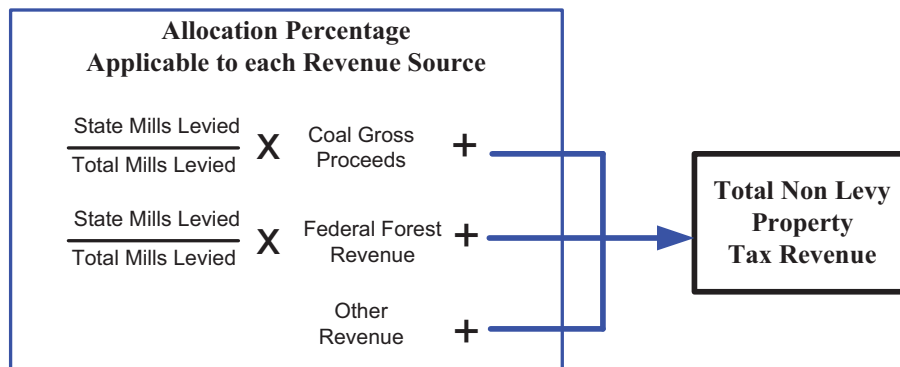 Allocation Percentage
Applicable to each Revenue Source
State Mills Levied
Total Mills Levied
X
Coal Gross
Proceeds
+
State Mills Levied
Total Mills Levied
X
Federal Forest
Revenue
+
Other
Revenue
+
Total Non Levy
Property
Tax Revenue